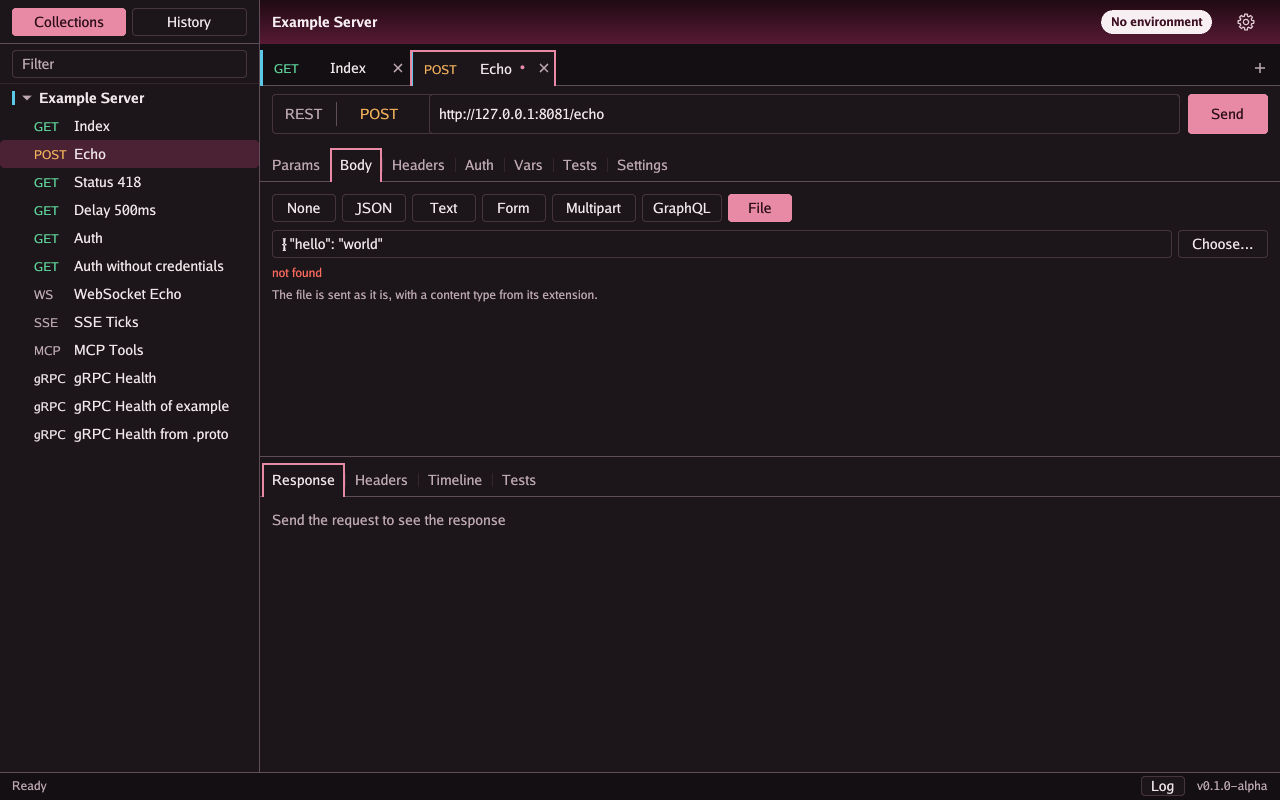 Collections
History
Example Server
No environment
Filter
GET Index
POST Echo •
Example Server
GET Index
POST Echo
GET Status 418
GET Delay 500ms
GET Auth
GET Auth without credentials
WS WebSocket Echo
SSE SSE Ticks
MCP MCP Tools
gRPC gRPC Health
gRPC gRPC Health of example
gRPC gRPC Health from .proto
REST POST http://127.0.0.1:8081/echo Send
Params Body Headers Auth Vars Tests Settings
None JSON Text Form Multipart GraphQL File
{ "hello": "world" Choose...
not found
The file is sent as it is, with a content type from its extension.
Response Headers Timeline Tests
Send the request to see the response
Ready
Log v0.1.0-alpha